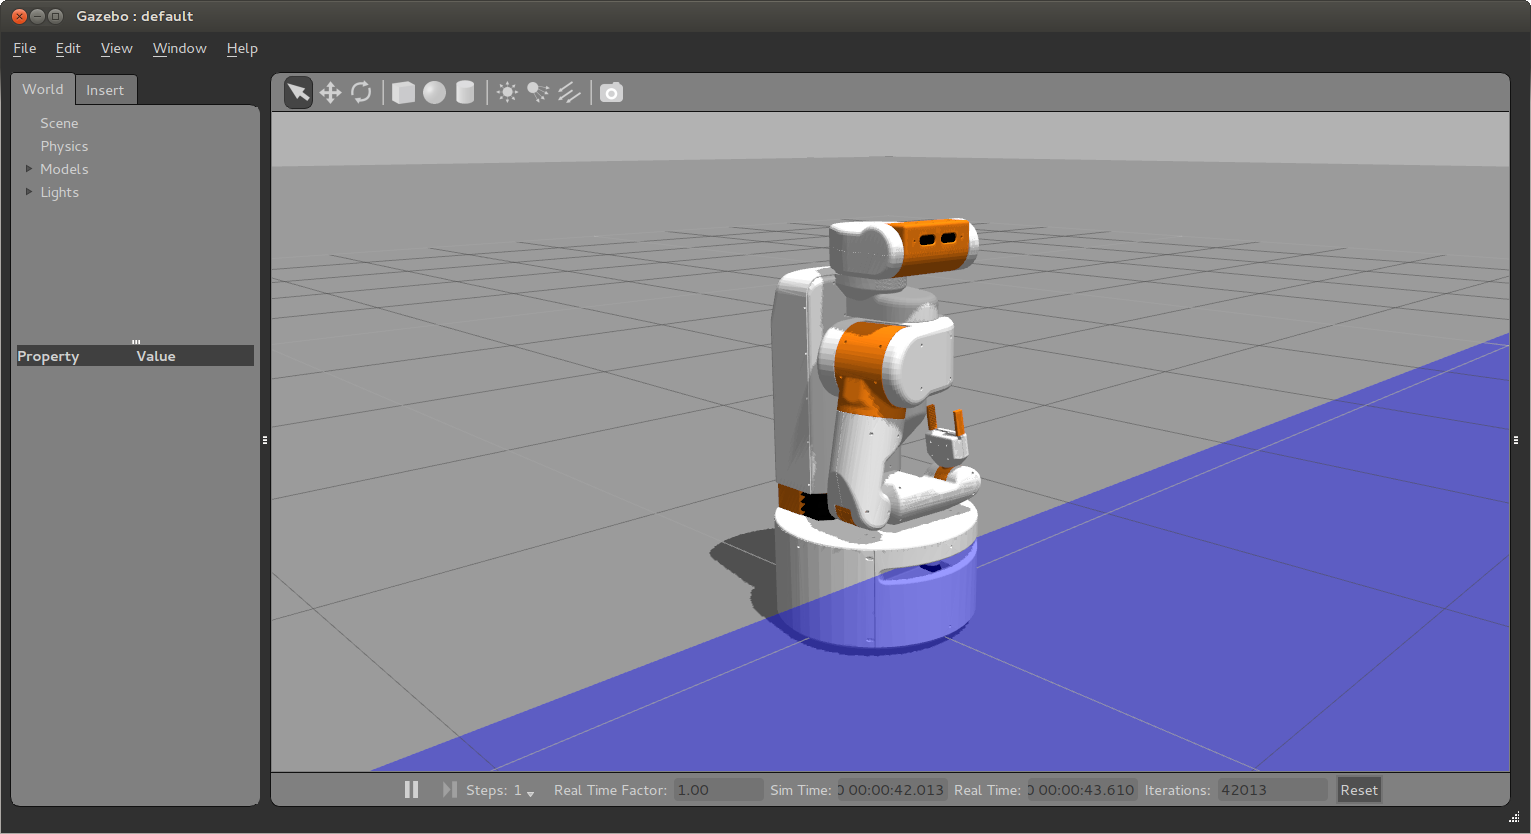 Gazebo : default
File Edit View Window Help
World Insert
Scene
Physics
Models
Lights
Property Value
Steps: 1 Real Time Factor: 1.00 Sim Time: 0 00:00:42.013 Real Time: 0 00:00:43.610 Iterations: 42013 Reset